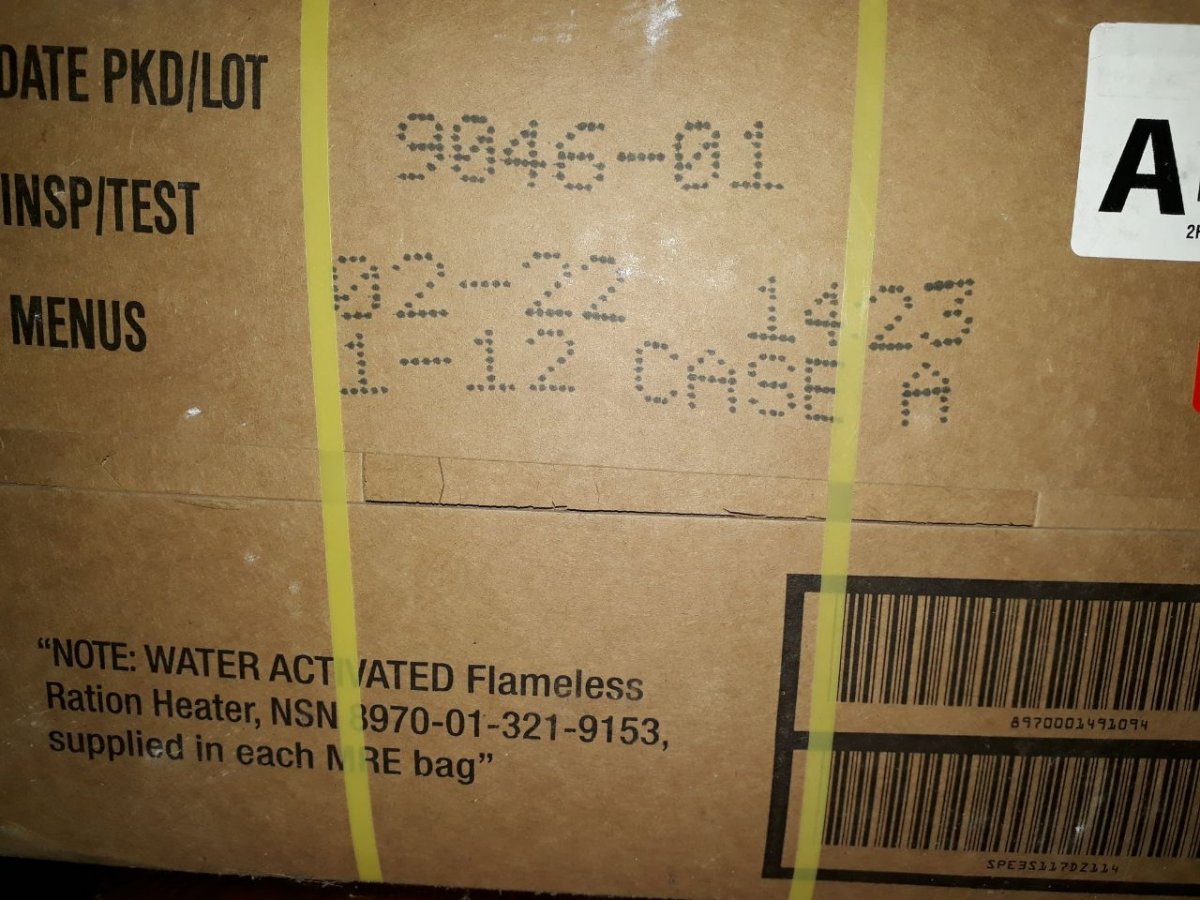 DATE PKD/LOT
9046-01
INSP/TEST
02-22 1423
MENUS
1-12 CASE A
A
"NOTE: WATER ACTIVATED Flameless
Ration Heater, NSN 8970-01-321-9153,
supplied in each MRE bag"
8970001491094
SPE3S117DZ114